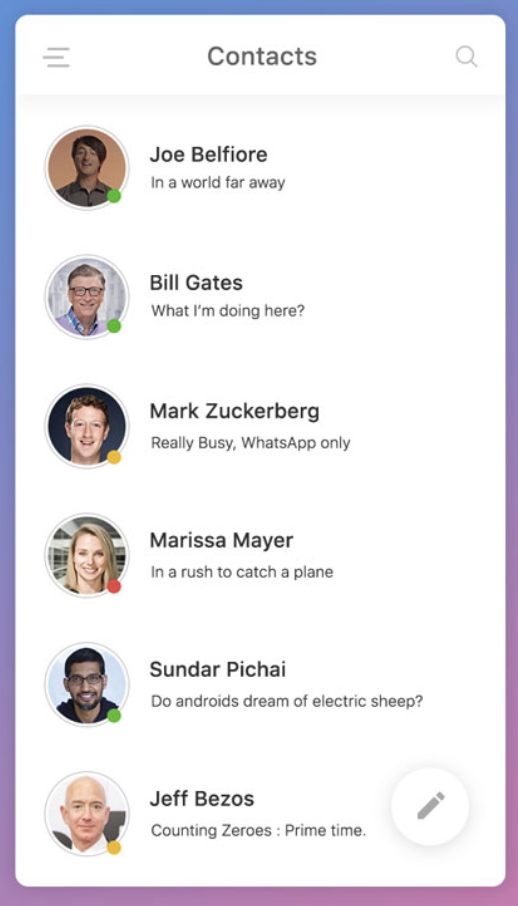 Contacts
Joe Belfiore
In a world far away
Bill Gates
What I'm doing here?
Mark Zuckerberg
Really Busy, WhatsApp only
Marissa Mayer
In a rush to catch a plane
Sundar Pichai
Do androids dream of electric sheep?
Jeff Bezos
Counting Zeroes : Prime time.